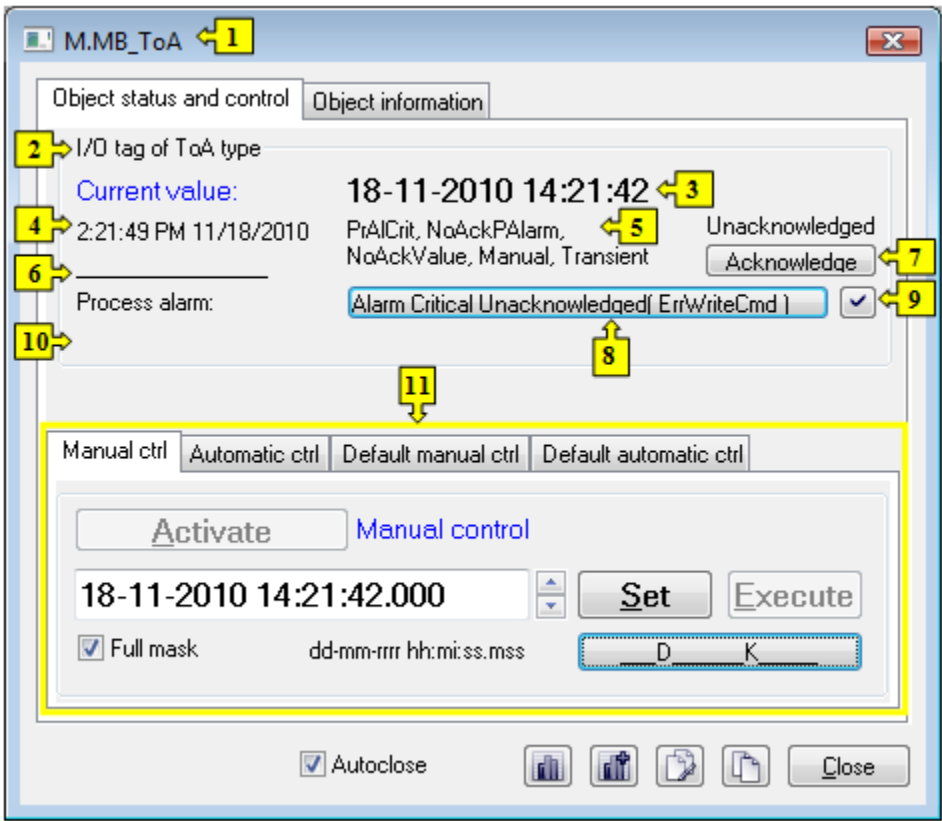 M.MB_ToA 1
Object status and control Object information
2 I/O tag of ToA type
Current value: 18-11-2010 14:21:42 3
4 2:21:49 PM 11/18/2010 PrAlCrit, NoAckPAlarm, 5 Unacknowledged
6 ______________ NoAckValue, Manual, Transient Acknowledge 7
Process alarm: Alarm Critical Unacknowledged( ErrWriteCmd ) 9
10 8
11
Manual ctrl Automatic ctrl Default manual ctrl Default automatic ctrl
Activate Manual control
18-11-2010 14:21:42.000 Set Execute
Full mask dd-mm-rrrr hh:mi:ss.mss ___D______K_____
Autoclose Close